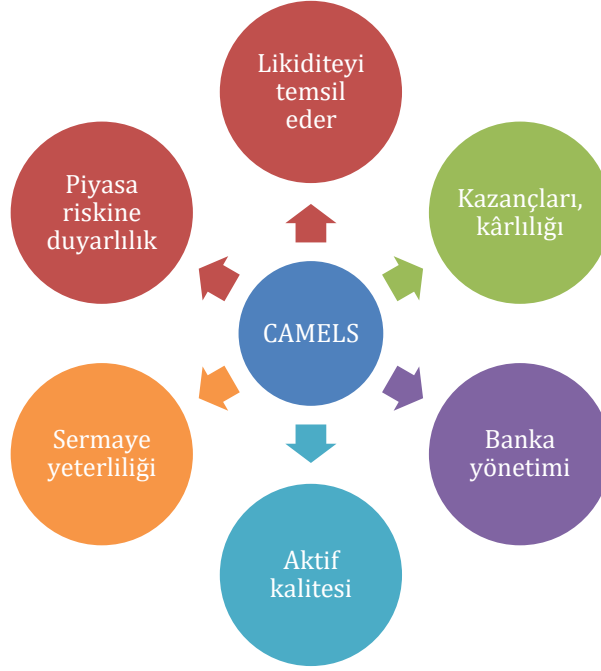 Likiditeyi
temsil
eder
Piyasa
riskine
duyarlılık
Kazançları,
kârlılığı
CAMELS
Sermaye
yeterliliği
Banka
yönetimi
Aktif
kalitesi